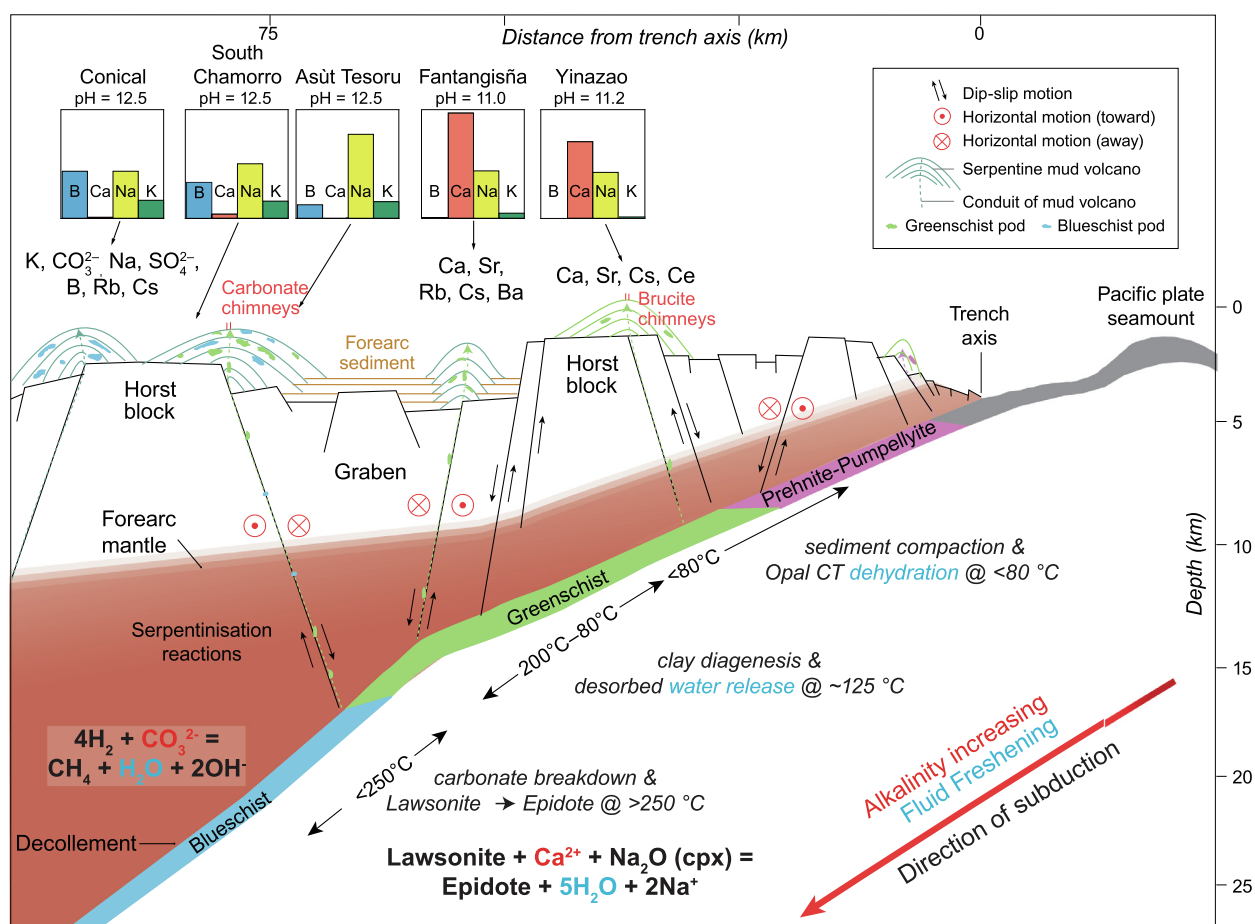 75
0
Distance from trench axis (km)
Conical
pH = 12.5
South
Chamorro
pH = 12.5
Asùt Tesoru
pH = 12.5
Fantangisña
pH = 11.0
Yinazao
pH = 11.2
B Ca Na K
B Ca Na K
B Ca Na K
B Ca Na K
B Ca Na K
K, CO₃²⁻, Na, SO₄²⁻,
B, Rb, Cs
Ca, Sr,
Rb, Cs, Ba
Ca, Sr, Cs, Ce
Dip-slip motion
Horizontal motion (toward)
Horizontal motion (away)
Serpentine mud volcano
Conduit of mud volcano
Greenschist pod
Blueschist pod
Carbonate
chimneys
Brucite
chimneys
Forearc
sediment
Trench
axis
Pacific plate
seamount
Horst
block
Horst
block
Graben
Forearc
mantle
Serpentinisation
reactions
Prehnite-Pumpellyite
Greenschist
Blueschist
Decollement
<80°C
200°C–80°C
<250°C
sediment compaction &
Opal CT dehydration @ <80 °C
clay diagenesis &
desorbed water release @ ~125 °C
carbonate breakdown &
Lawsonite → Epidote @ >250 °C
4H₂ + CO₃²⁻ =
CH₄ + H₂O + 2OH⁻
Lawsonite + Ca²⁺ + Na₂O (cpx) =
Epidote + 5H₂O + 2Na⁺
Alkalinity increasing
Fluid Freshening
Direction of subduction
0
5
10
15
20
25
Depth (km)